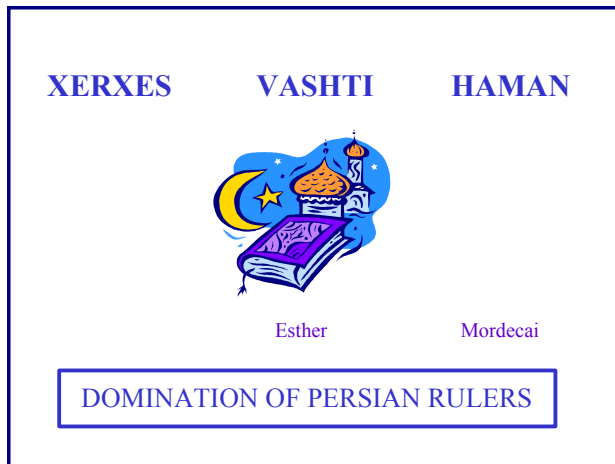 XERXES VASHTI HAMAN
Esther Mordecai
DOMINATION OF PERSIAN RULERS